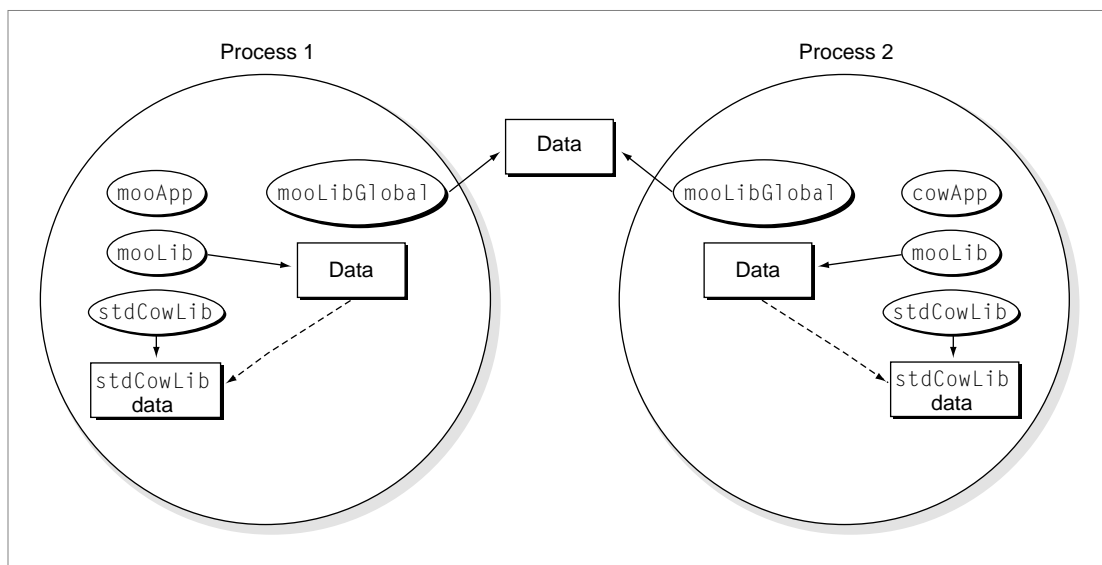 Process 1
Process 2
Data
mooApp
mooLibGlobal
mooLibGlobal
cowApp
mooLib
Data
Data
mooLib
stdCowLib
stdCowLib
stdCowLib
data
stdCowLib
data